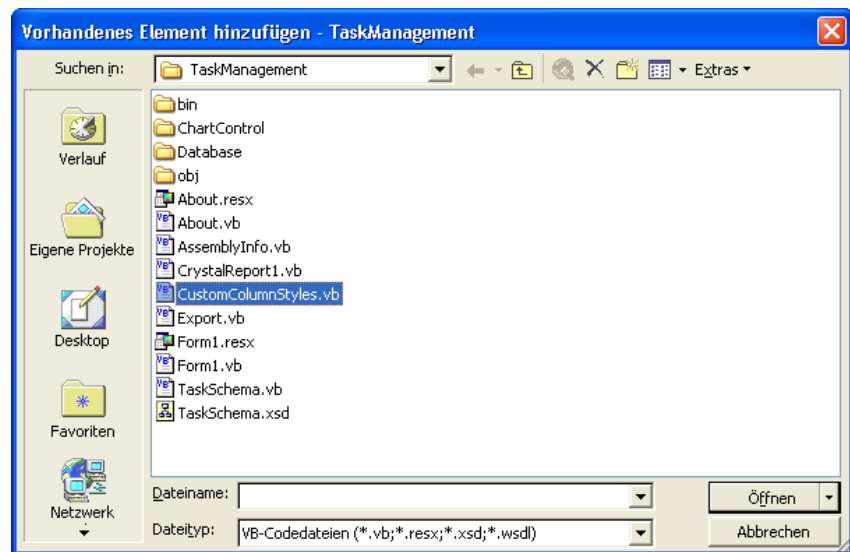 Vorhandenes Element hinzufügen - TaskManagement
Suchen in:
TaskManagement
Extras
Verlauf
Eigene Projekte
Desktop
Favoriten
Netzwerk
bin
ChartControl
Database
obj
About.resx
About.vb
AssemblyInfo.vb
CrystalReport1.vb
CustomColumnStyles.vb
Export.vb
Form1.resx
Form1.vb
TaskSchema.vb
TaskSchema.xsd
Dateiname:
Öffnen
Dateityp:
VB-Codedateien (*.vb;*.resx;*.xsd;*.wsdl)
Abbrechen